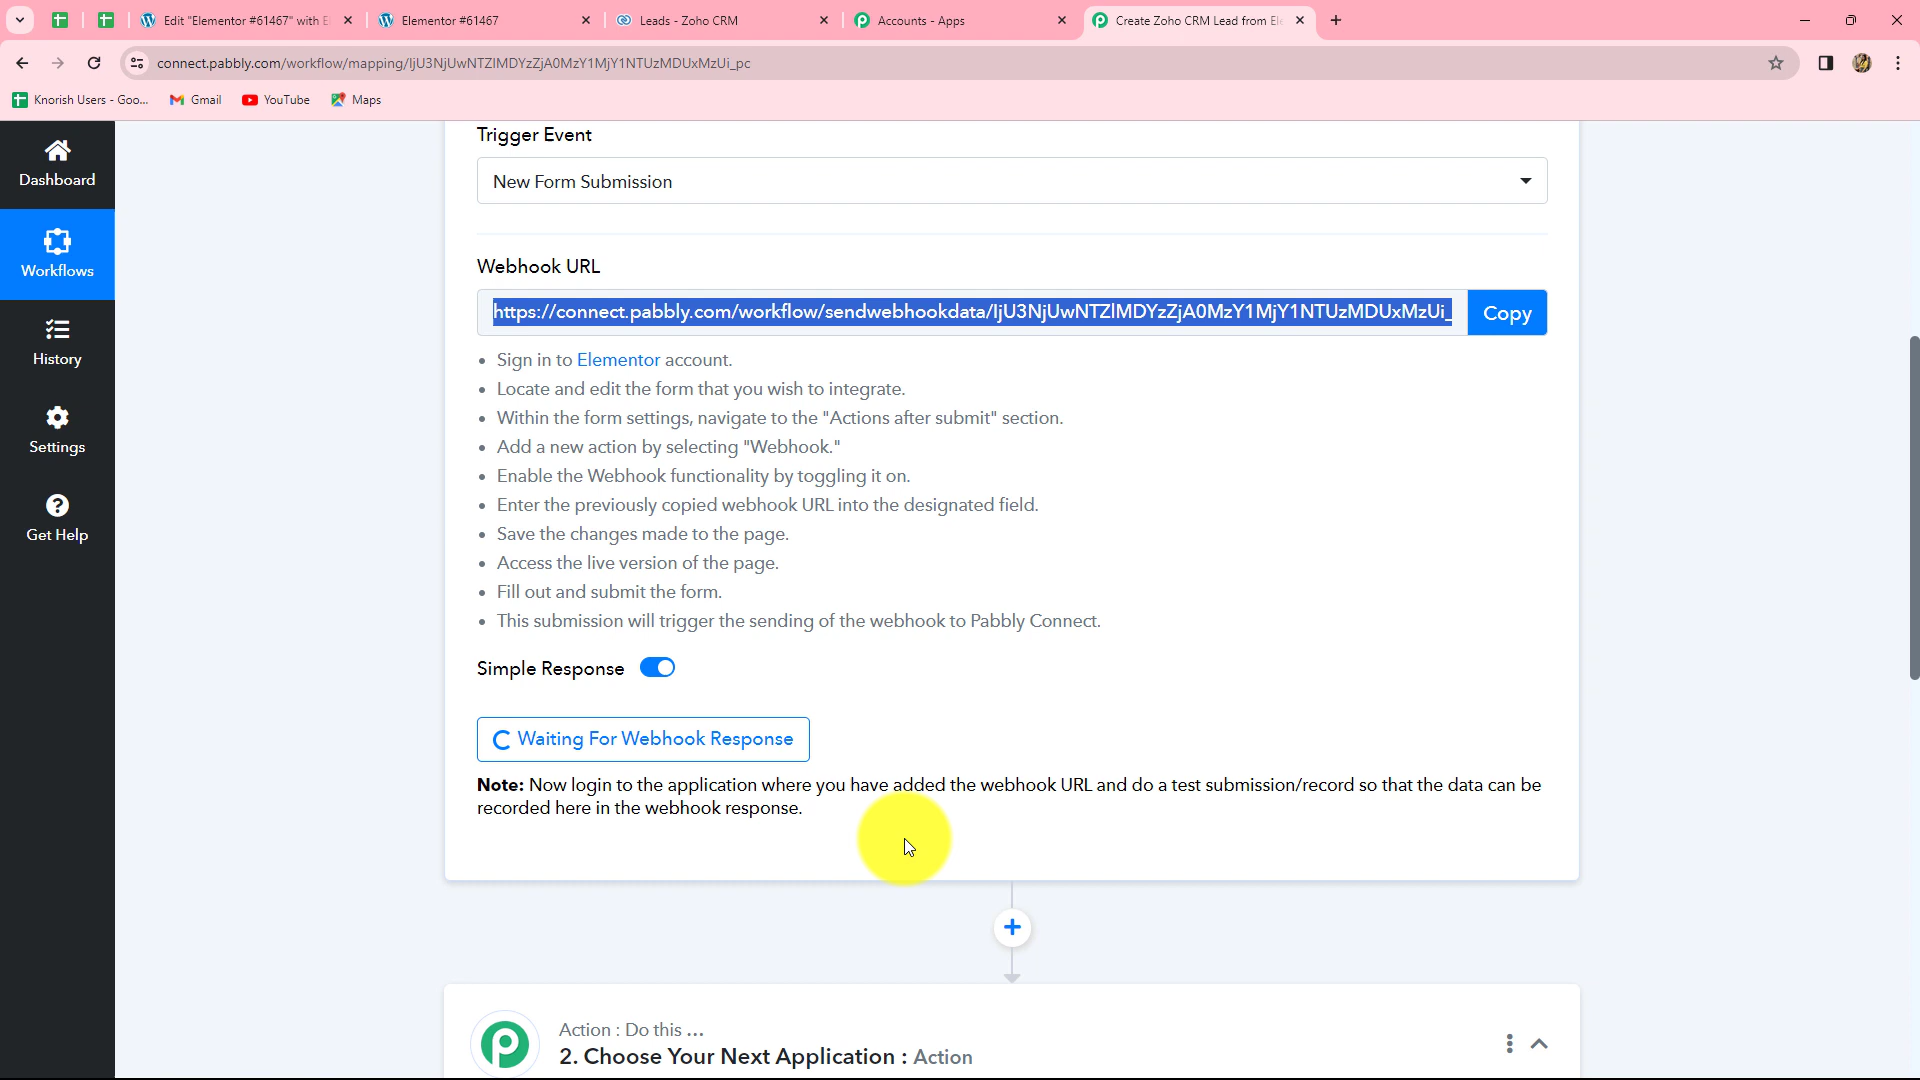 Edit "Elementor #61467" with E
Elementor #61467
Leads - Zoho CRM
Accounts - Apps
Create Zoho CRM Lead from Ele
connect.pabbly.com/workflow/mapping/IjU3NjUwNTZlMDYzZjA0MzY1MjY1NTUzMDUxMzUi_pc
Knorish Users - Goo...
Gmail
YouTube
Maps
Dashboard
Workflows
History
Settings
Get Help
Trigger Event
New Form Submission
Webhook URL
https://connect.pabbly.com/workflow/sendwebhookdata/IjU3NjUwNTZlMDYzZjA0MzY1MjY1NTUzMDUxMzUi_
Copy
• Sign in to Elementor account.
• Locate and edit the form that you wish to integrate.
• Within the form settings, navigate to the "Actions after submit" section.
• Add a new action by selecting "Webhook."
• Enable the Webhook functionality by toggling it on.
• Enter the previously copied webhook URL into the designated field.
• Save the changes made to the page.
• Access the live version of the page.
• Fill out and submit the form.
• This submission will trigger the sending of the webhook to Pabbly Connect.
Simple Response
Waiting For Webhook Response
Note: Now login to the application where you have added the webhook URL and do a test submission/record so that the data can be
recorded here in the webhook response.
Action : Do this ...
2. Choose Your Next Application : Action